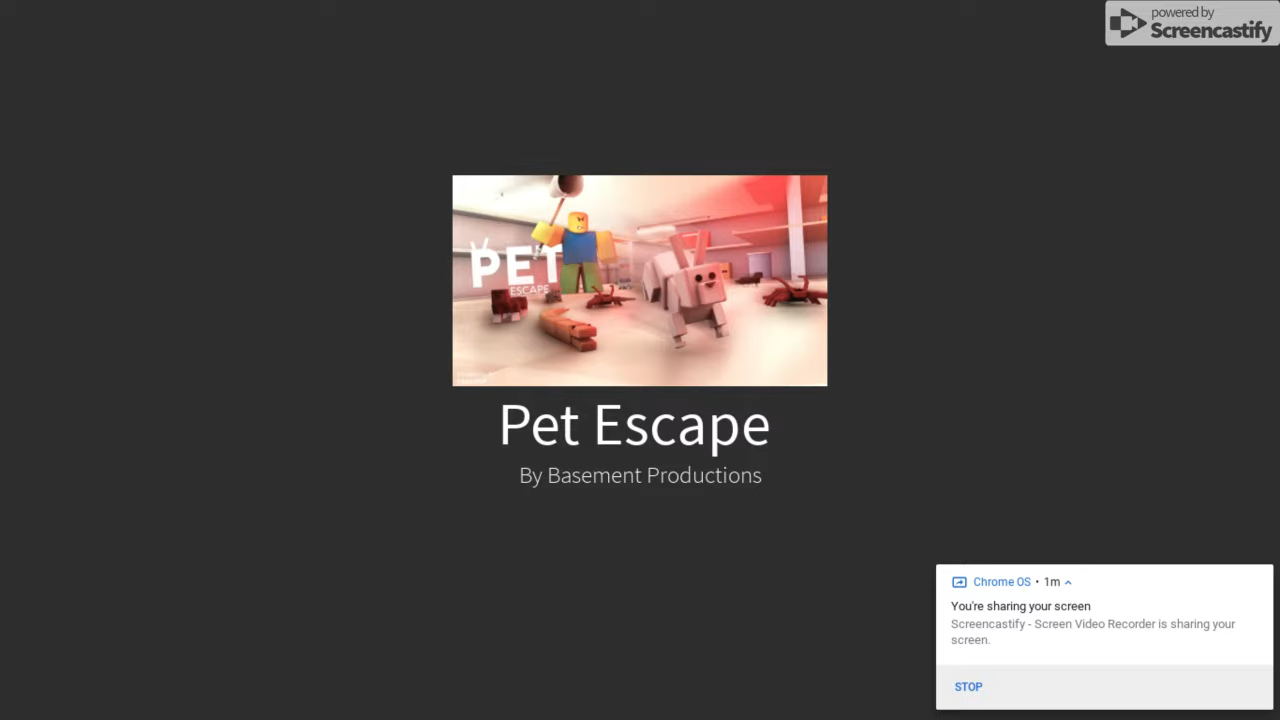 powered by
Screencastify
PET
ESCAPE
Pet Escape
By Basement Productions
Chrome OS • 1m
You're sharing your screen
Screencastify - Screen Video Recorder is sharing your
screen.
STOP